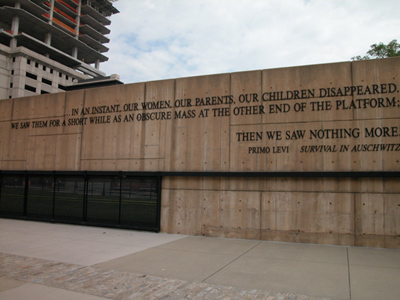 ...IN AN INSTANT, OUR WOMEN, OUR PARENTS, OUR CHILDREN DISAPPEARED.
WE SAW THEM FOR A SHORT WHILE AS AN OBSCURE MASS AT THE OTHER END OF THE PLATFORM;
THEN WE SAW NOTHING MORE.
PRIMO LEVI SURVIVAL IN AUSCHWITZ